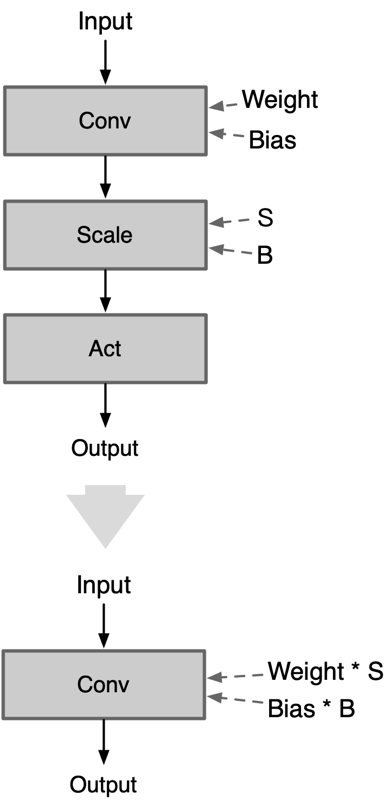 Input
Conv
Weight
Bias
Scale
S
B
Act
Output
Input
Conv
Weight * S
Bias * B
Output